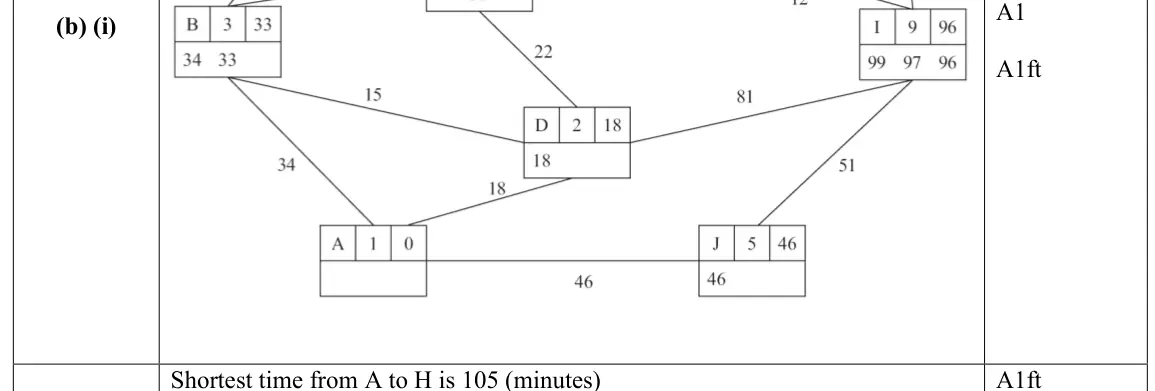 12
(b) (i)
B 3 33
I 9 96
A1
34 33
99 97 96
A1ft
22
15
81
D 2 18
18
34
51
18
A 1 0
J 5 46
46
46
Shortest time from A to H is 105 (minutes)
A1ft